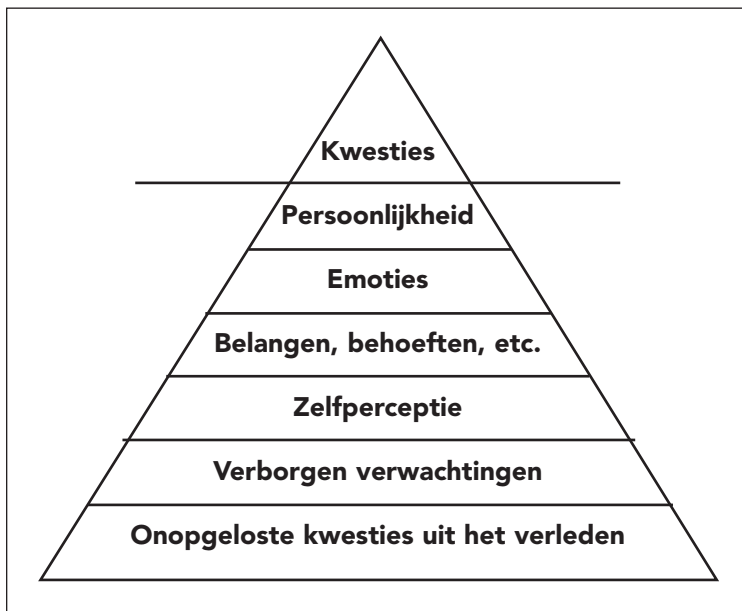 Kwesties
Persoonlijkheid
Emoties
Belangen, behoeften, etc.
Zelfperceptie
Verborgen verwachtingen
Onopgeloste kwesties uit het verleden